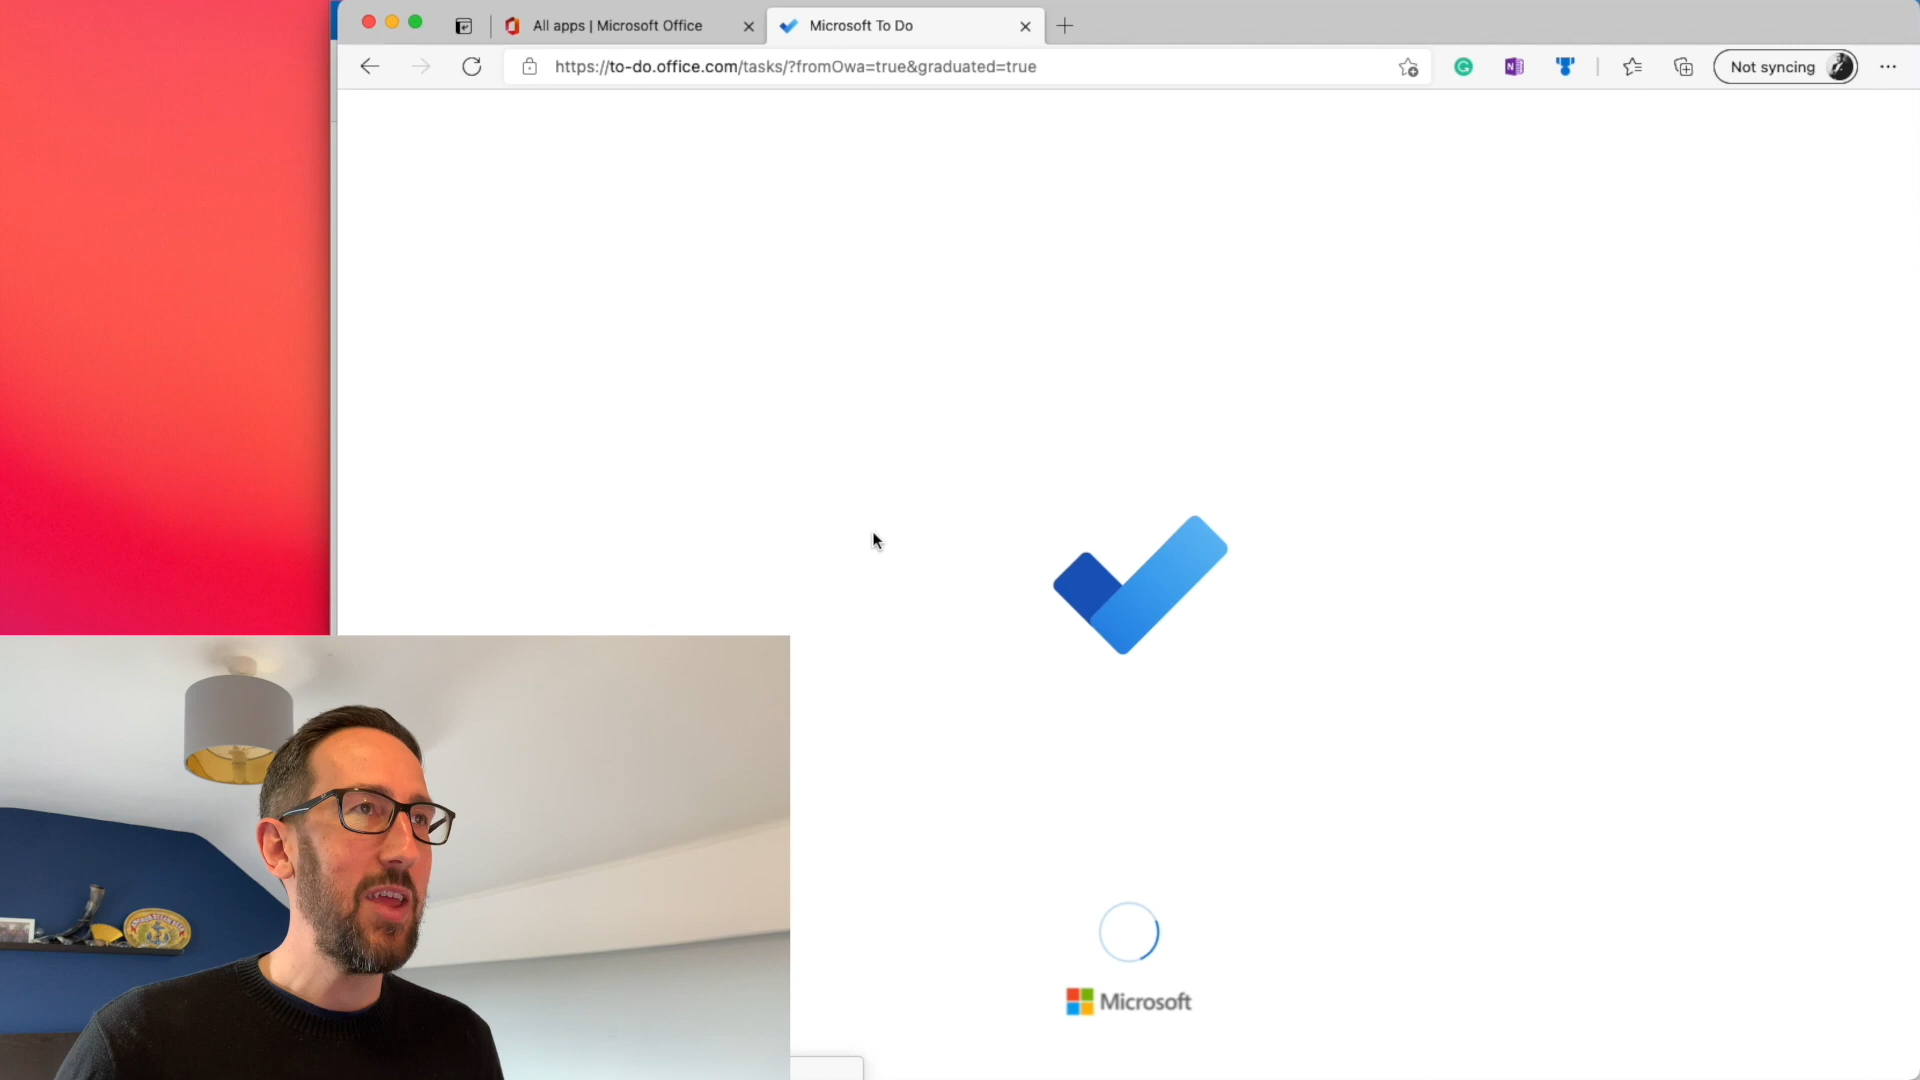 All apps | Microsoft Office
Microsoft To Do
https://to-do.office.com/tasks/?fromOwa=true&graduated=true
Not syncing
Microsoft